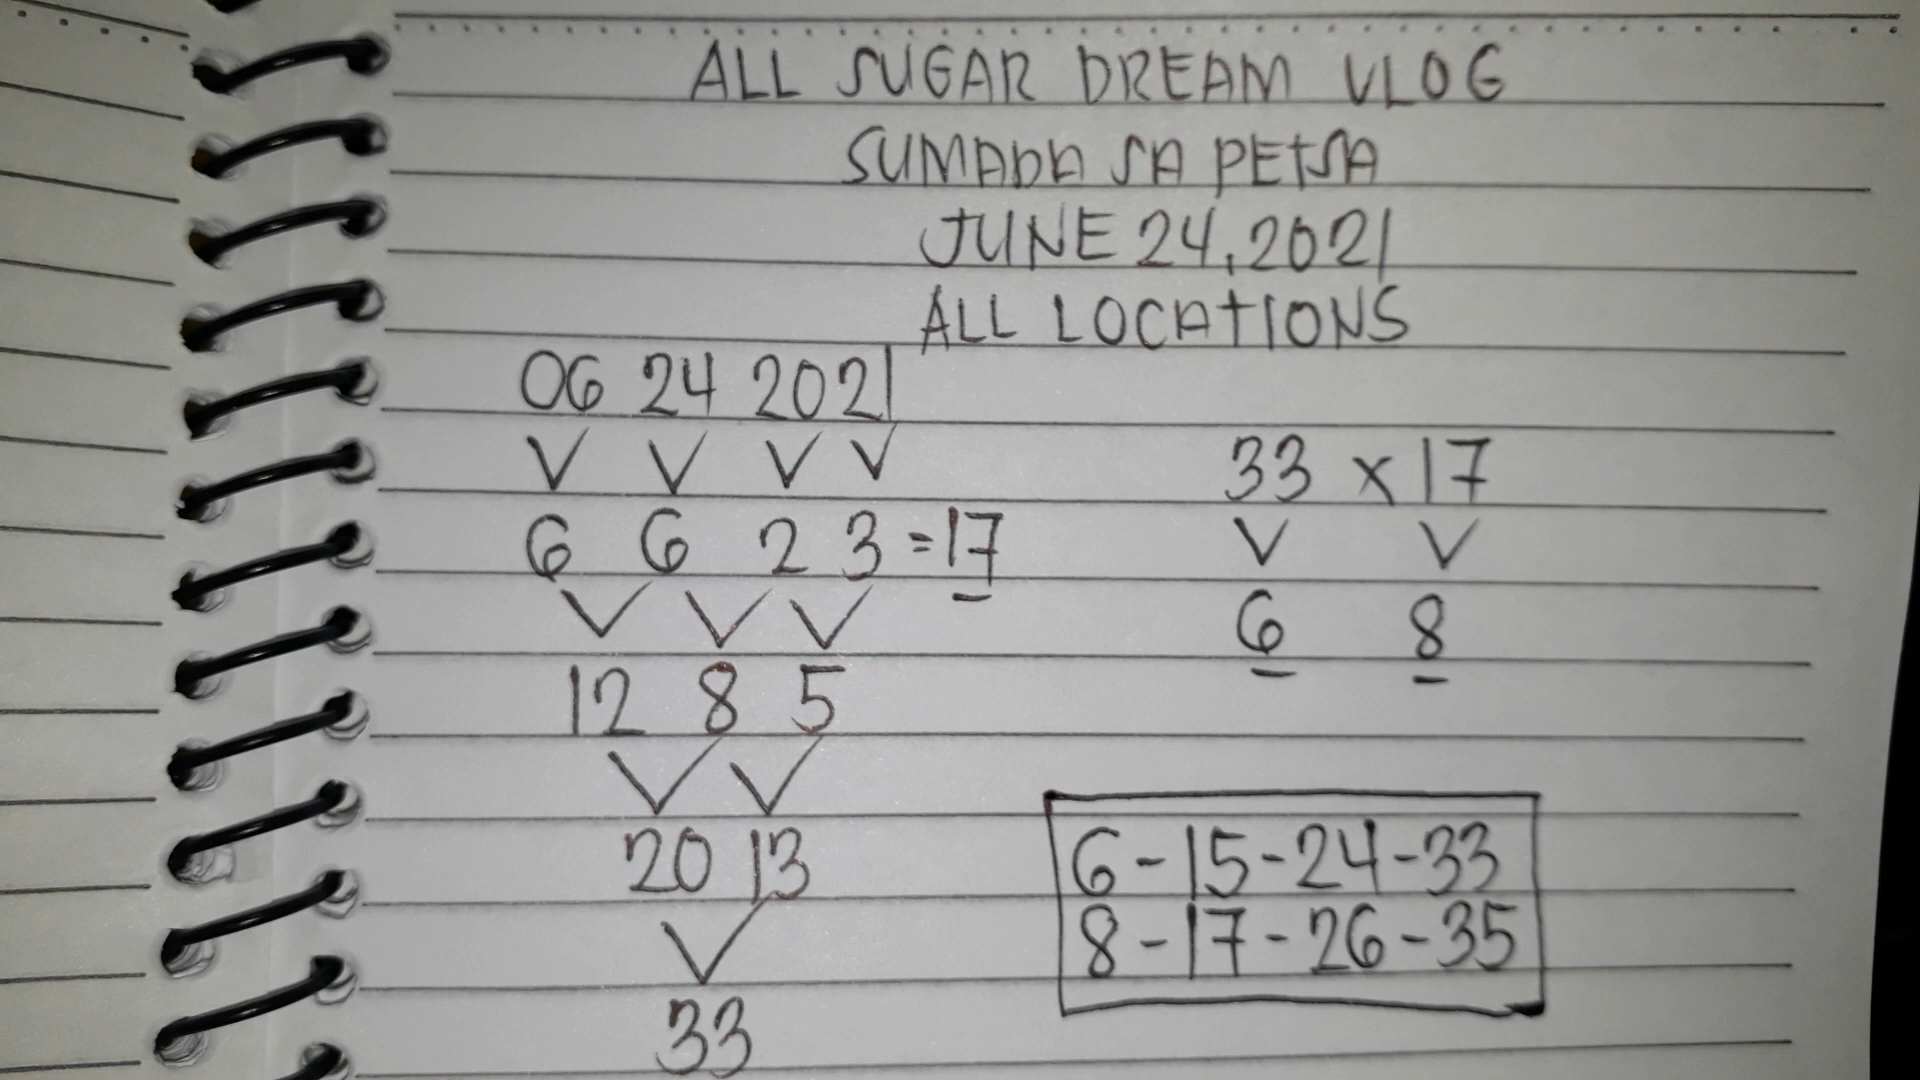 ALL SUGAR DREAM VLOG
SUMADA SA PETSA
JUNE 24, 2021
ALL LOCATIONS
06 24 2021
6 6 2 3 = 17
12 8 5
20 13
33
33 x 17
6 8
6-15-24-33
8-17-26-35